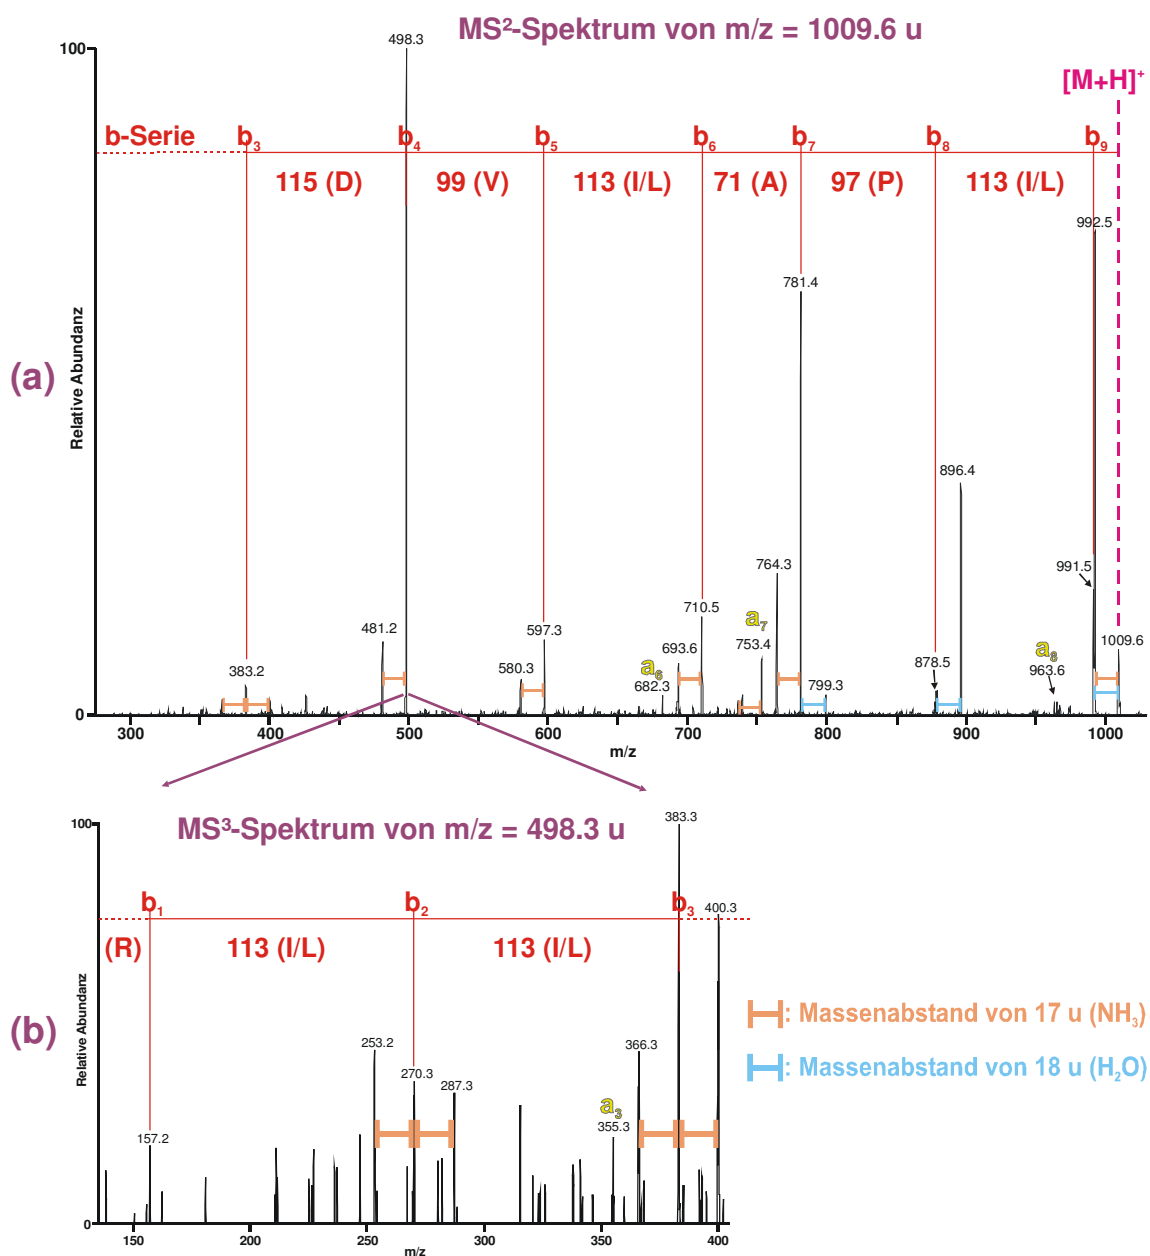 MS²-Spektrum von m/z = 1009.6 u
[M+H]⁺
b-Serie b₃ b₄ b₅ b₆ b₇ b₈ b₉
115 (D) 99 (V) 113 (I/L) 71 (A) 97 (P) 113 (I/L)
(a)
Relative Abundanz
100
0
498.3
992.5
781.4
896.4
991.5
764.3
1009.6
a₇
753.4
710.5
481.2
597.3
693.6
a₆
682.3
a₈
963.6
878.5
383.2
580.3
799.3
300 400 500 600 700 800 900 1000
m/z
MS³-Spektrum von m/z = 498.3 u
383.3
100
b₁ b₂ b₃
400.3
(R) 113 (I/L) 113 (I/L)
(b)
Relative Abundanz
253.2
366.3
270.3
287.3
a₃
355.3
157.2
0
150 200 250 300 350 400
m/z
: Massenabstand von 17 u (NH₃)
: Massenabstand von 18 u (H₂O)